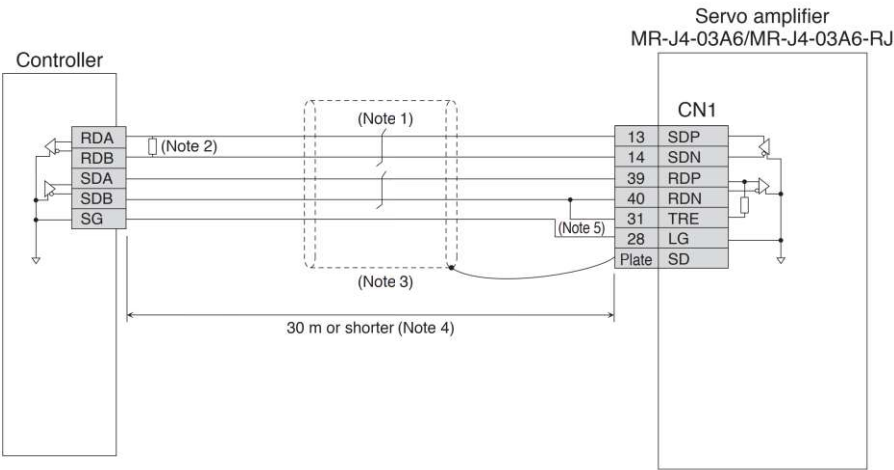 Servo amplifier
MR-J4-03A6/MR-J4-03A6-RJ
Controller
CN1
(Note 1)
RDA
(Note 2)
13 SDP
RDB
14 SDN
SDA
39 RDP
SDB
40 RDN
SG
31 TRE
(Note 5)
28 LG
Plate SD
(Note 3)
30 m or shorter (Note 4)